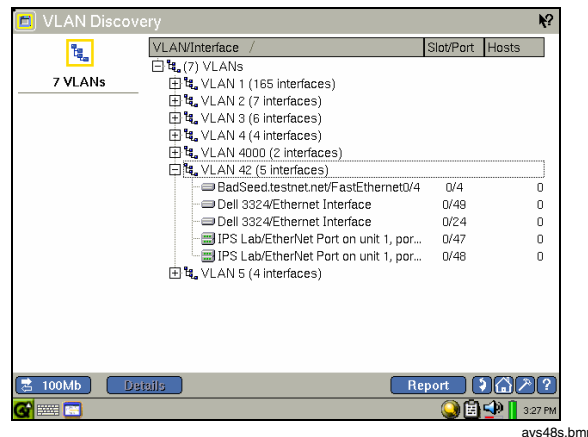 VLAN Discovery
?
VLAN/Interface / Slot/Port Hosts
7 VLANs
(7) VLANs
VLAN 1 (165 interfaces)
VLAN 2 (7 interfaces)
VLAN 3 (6 interfaces)
VLAN 4 (4 interfaces)
VLAN 4000 (2 interfaces)
VLAN 42 (5 interfaces)
BadSeed.testnet.net/FastEthernet0/4 0/4 0
Dell 3324/Ethernet Interface 0/49 0
Dell 3324/Ethernet Interface 0/24 0
IPS Lab/EtherNet Port on unit 1, por... 0/47 0
IPS Lab/EtherNet Port on unit 1, por... 0/48 0
VLAN 5 (4 interfaces)
100Mb Details Report ?
3:27 PM
avs48s.bmp